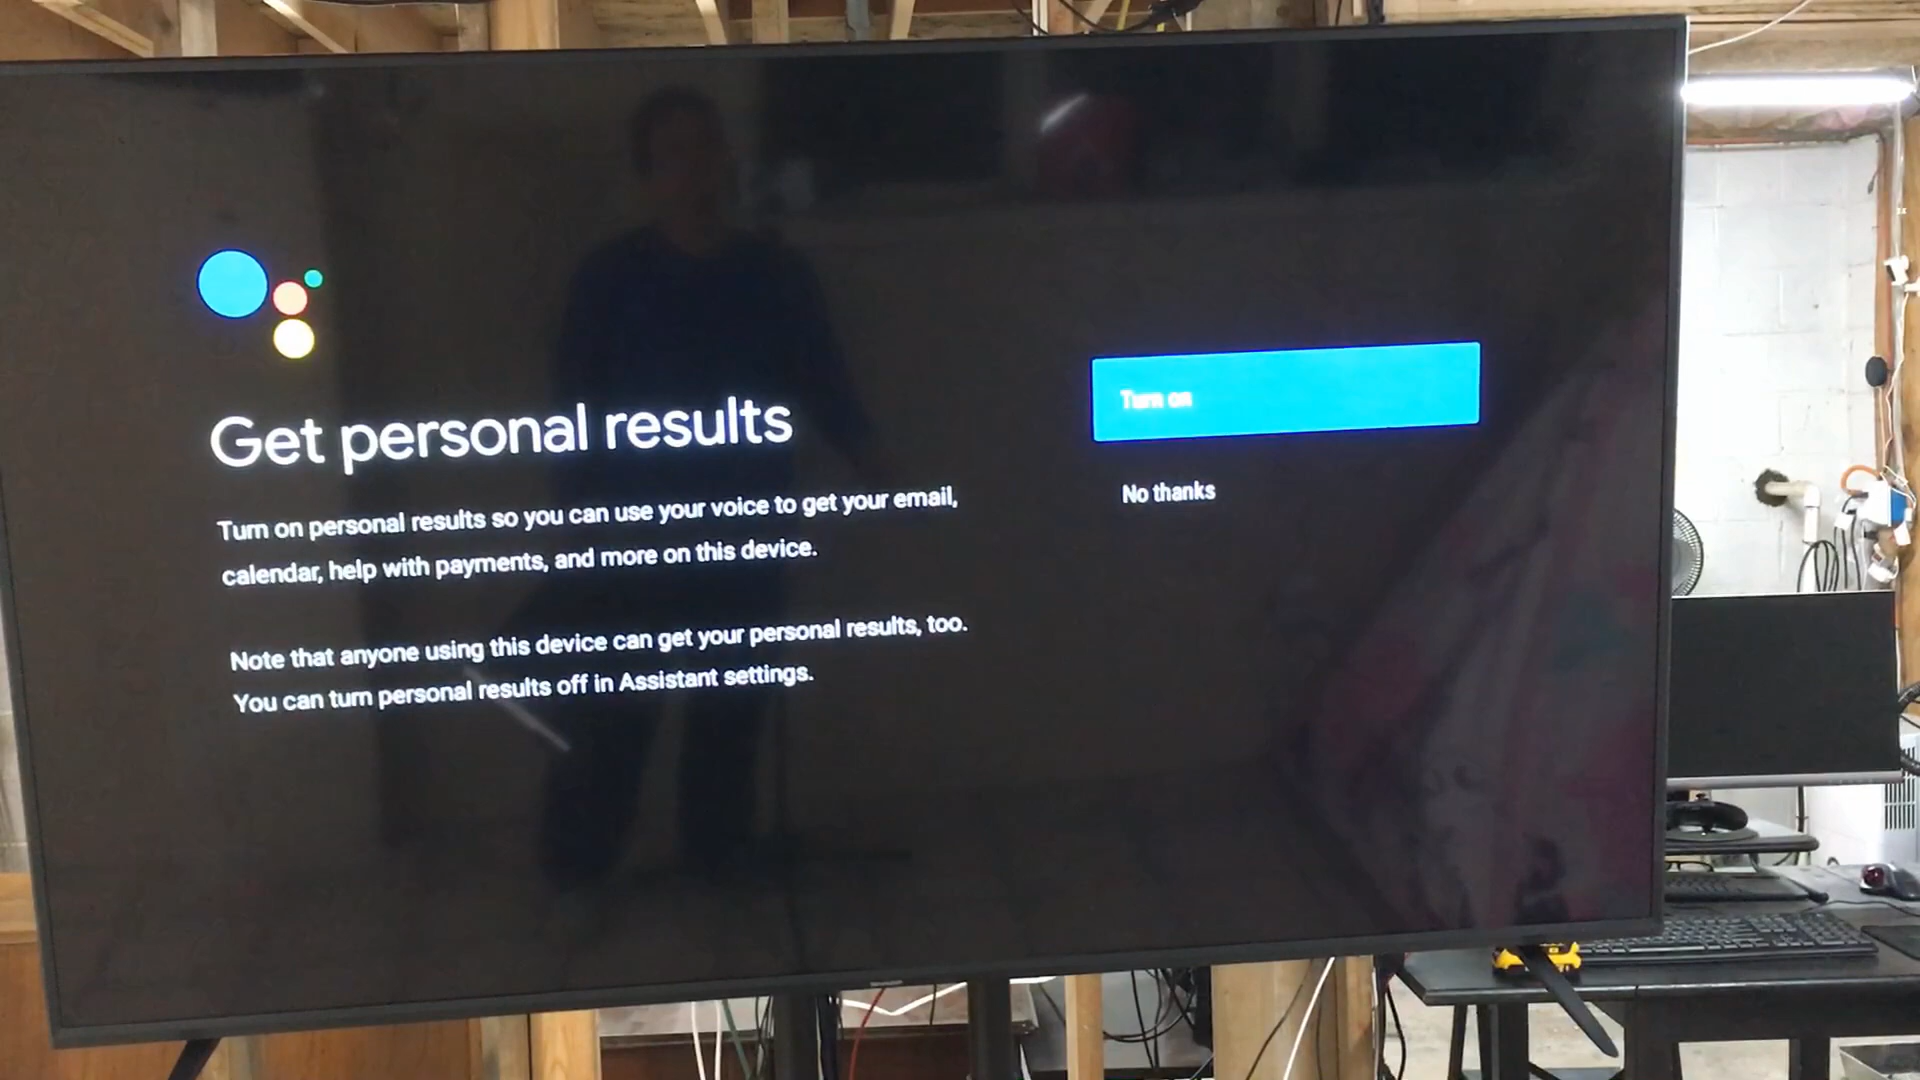 Get personal results
Turn on personal results so you can use your voice to get your email,
calendar, help with payments, and more on this device.
Note that anyone using this device can get your personal results, too.
You can turn personal results off in Assistant settings.
Turn on
No thanks